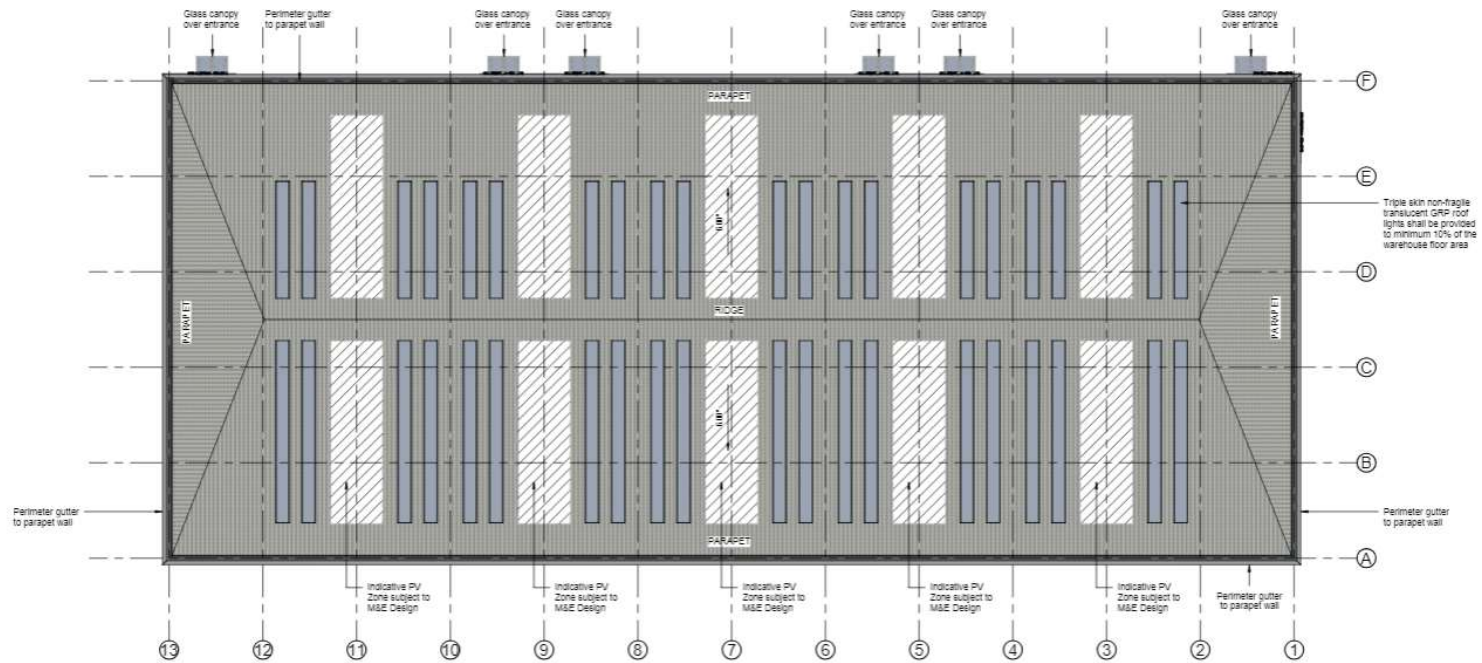 Glass canopy
over entrance
Perimeter gutter
to parapet wall
Glass canopy
over entrance
Glass canopy
over entrance
Glass canopy
over entrance
Glass canopy
over entrance
Glass canopy
over entrance
F
PARAPET
E
Triple skin non-fragile
translucent GRP roof
lights shall be provided
to minimum 10% of the
warehouse floor area
6.00°
D
PARAPET
RIDGE
PARAPET
C
6.00°
B
Perimeter gutter
to parapet wall
Perimeter gutter
to parapet wall
PARAPET
A
Indicative PV
Zone subject to
M&E Design
Indicative PV
Zone subject to
M&E Design
Indicative PV
Zone subject to
M&E Design
Indicative PV
Zone subject to
M&E Design
Indicative PV
Zone subject to
M&E Design
Perimeter gutter
to parapet wall
13 12 11 10 9 8 7 6 5 4 3 2 1